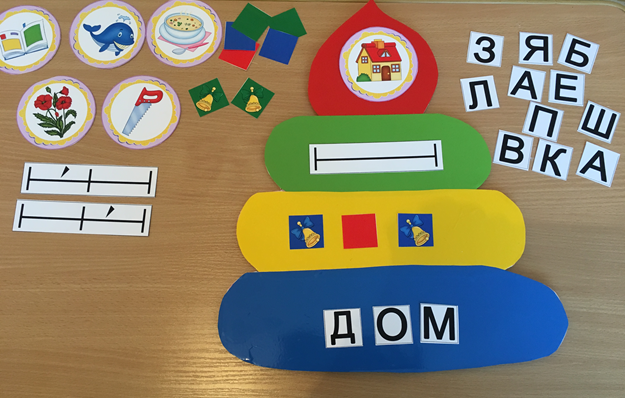 З Я Б
Л А Е
П Ш
В К А
ДОМ